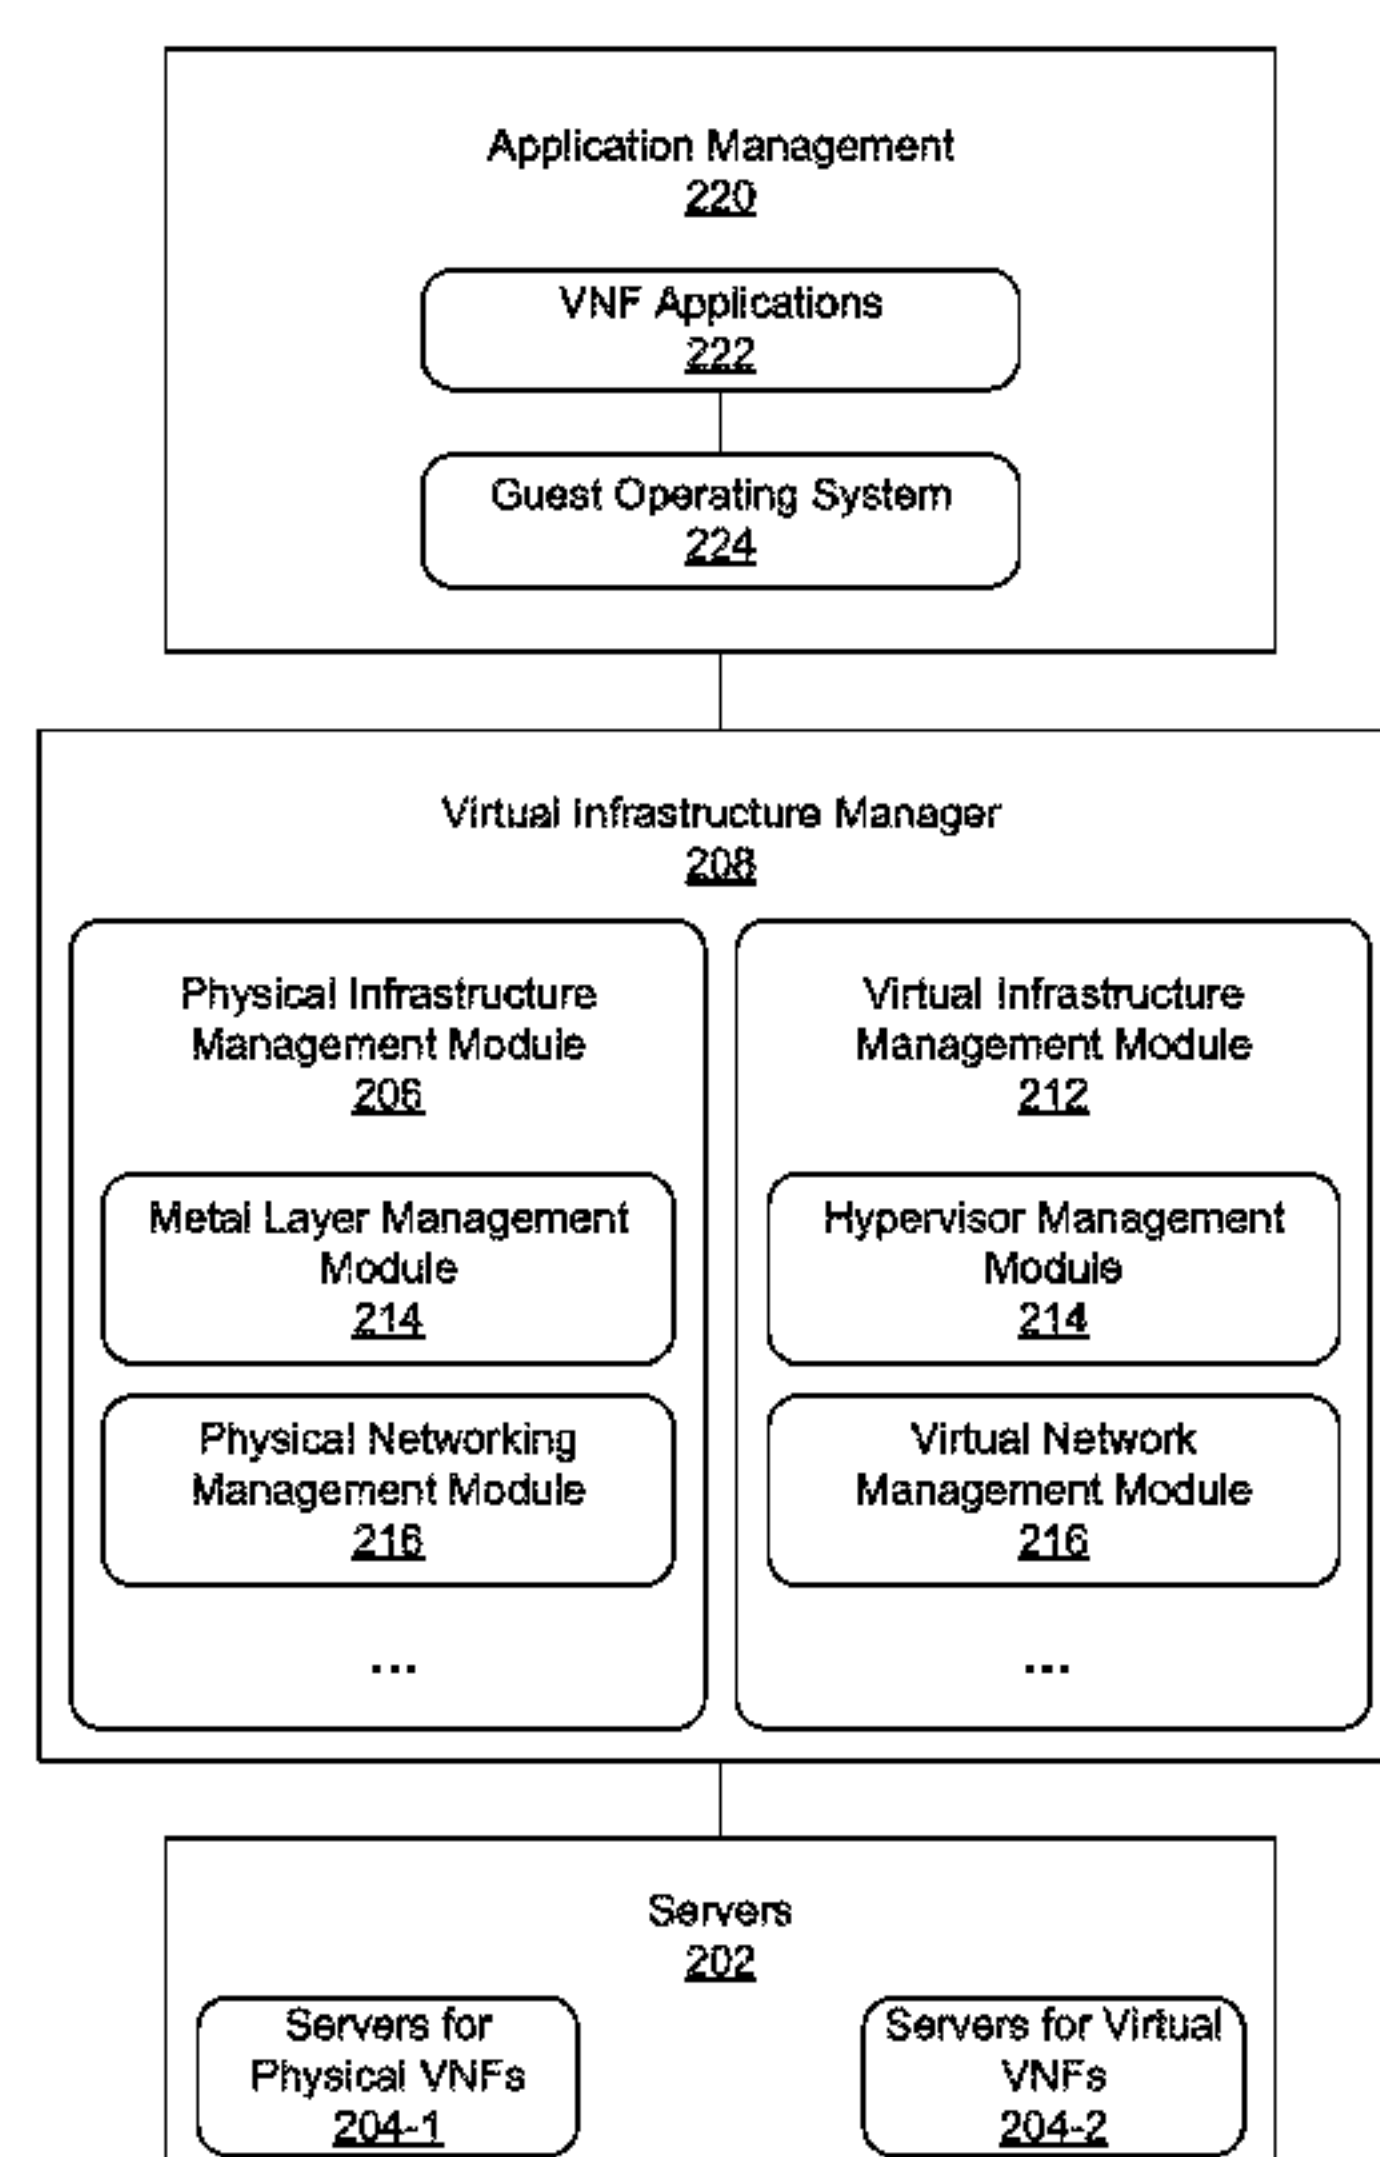 Application Management
220
VNF Applications
222
Guest Operating System
224
Virtual Infrastructure Manager
208
Physical Infrastructure
Management Module
206
Metal Layer Management
Module
214
Physical Networking
Management Module
216
...
Virtual Infrastructure
Management Module
212
Hypervisor Management
Module
214
Virtual Network
Management Module
216
...
Servers
202
Servers for
Physical VNFs
204-1
Servers for Virtual
VNFs
204-2